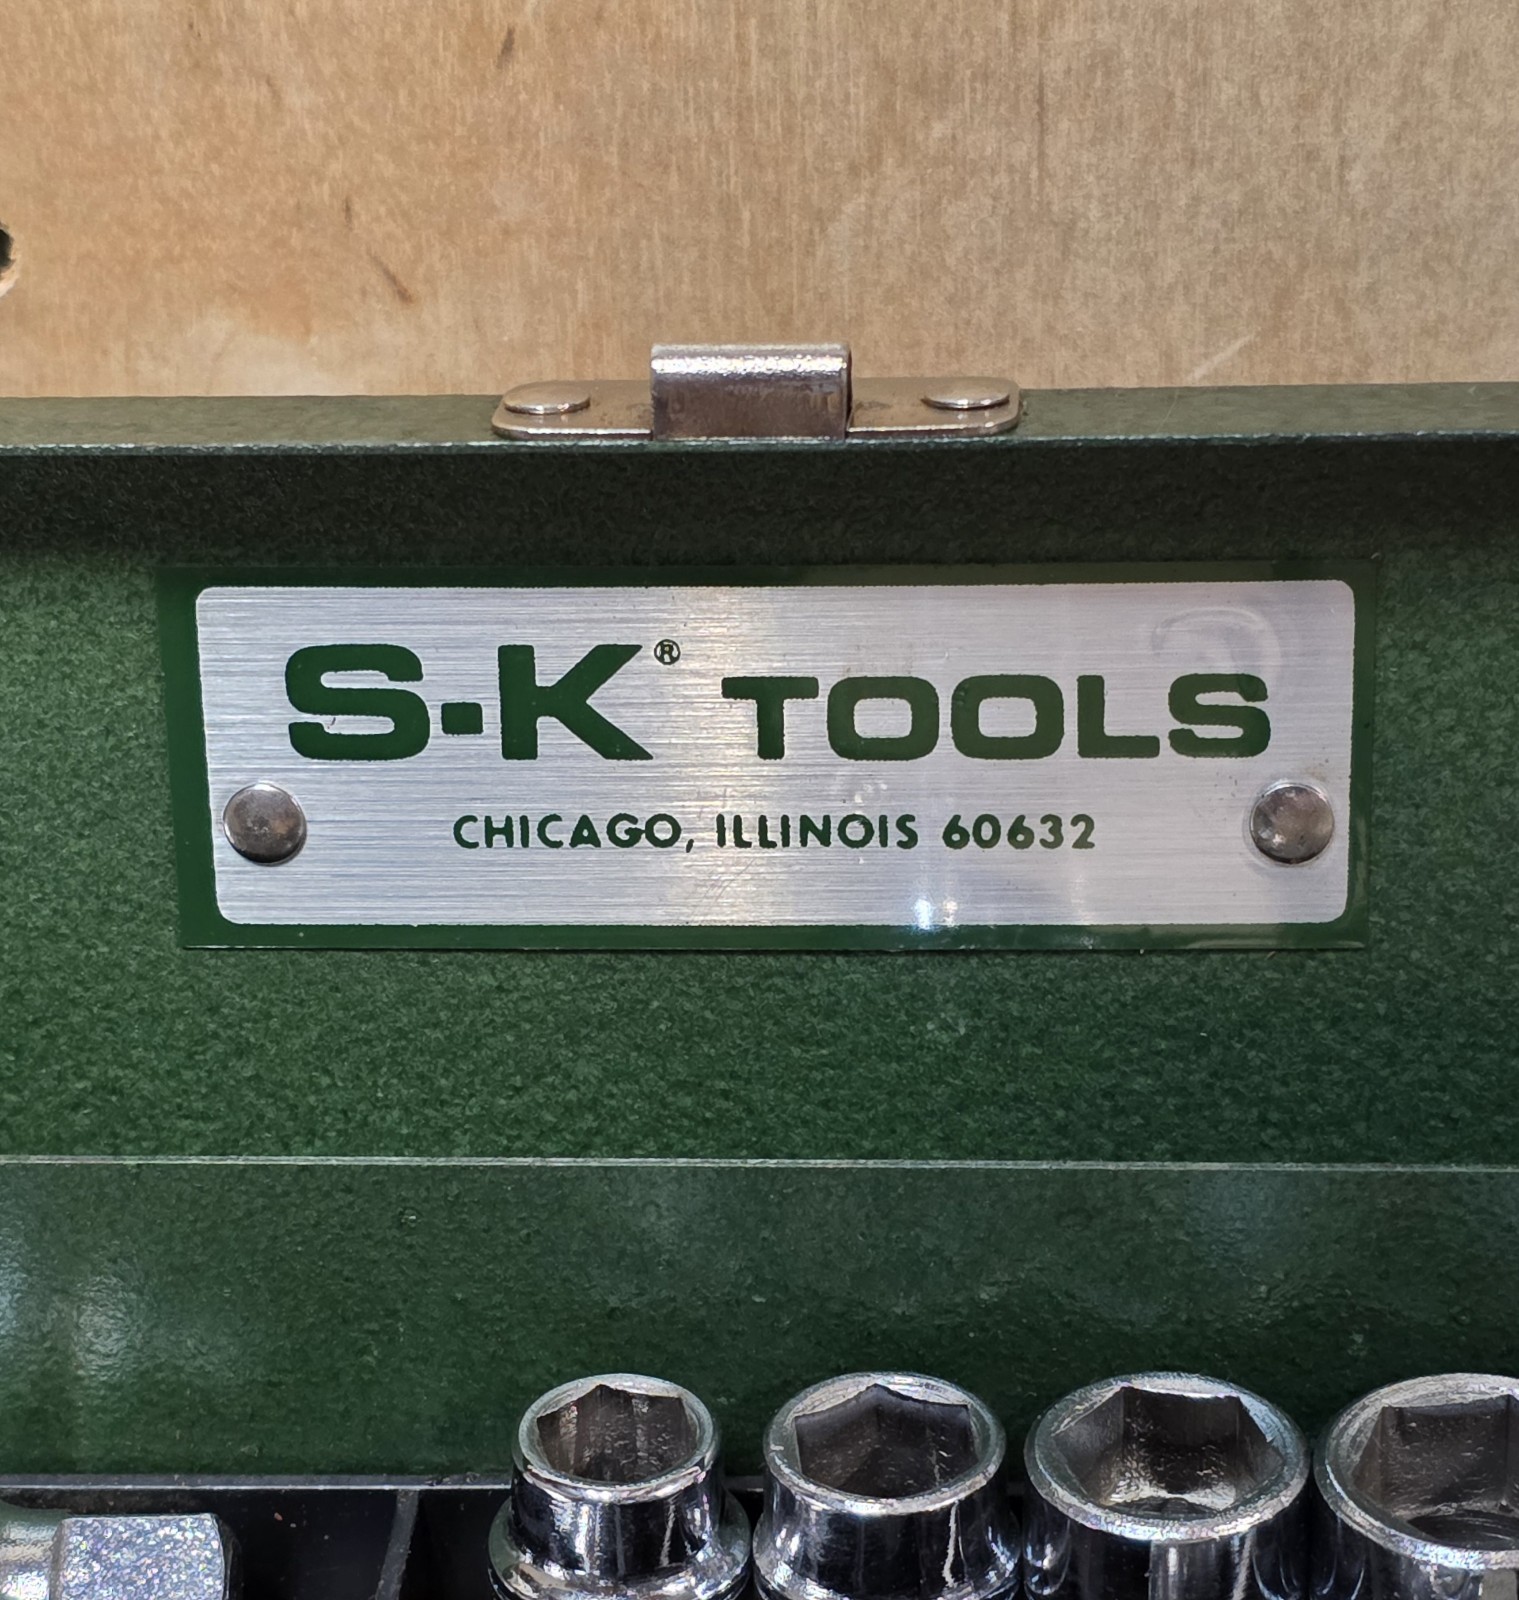 S-K® TOOLS
CHICAGO, ILLINOIS 60632